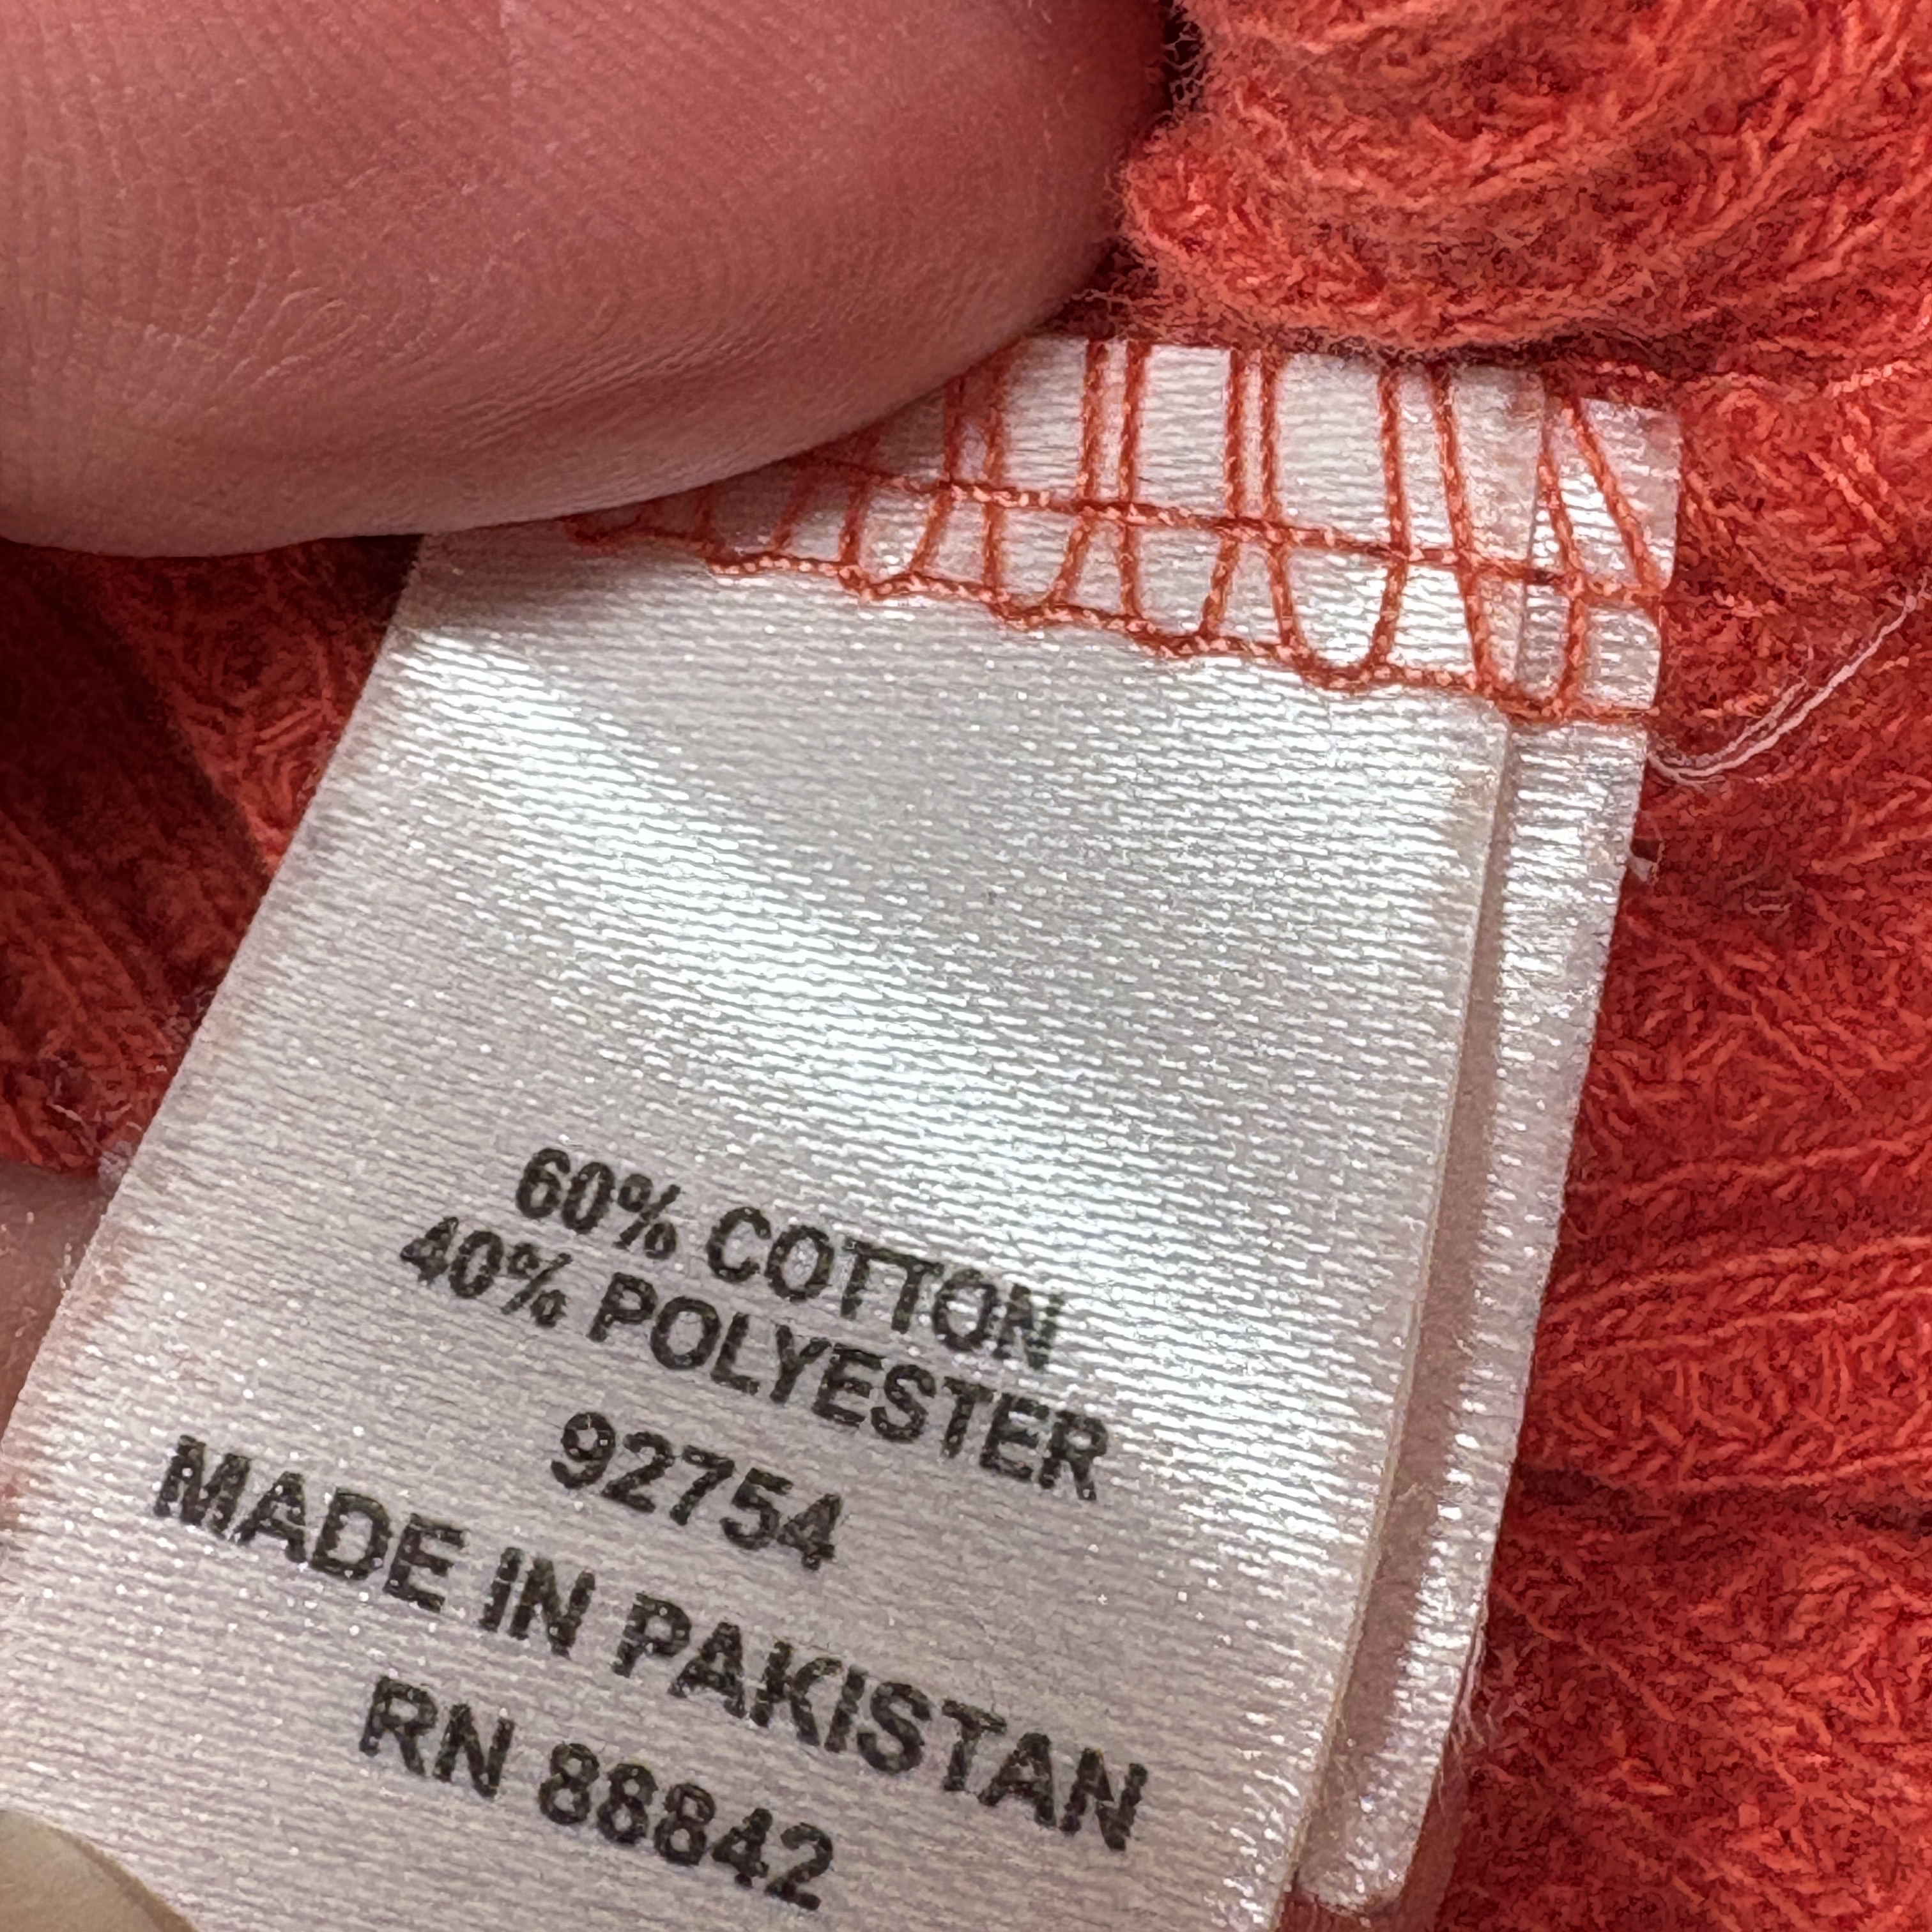 60% COTTON
40% POLYESTER
92754
MADE IN PAKISTAN
RN 88842